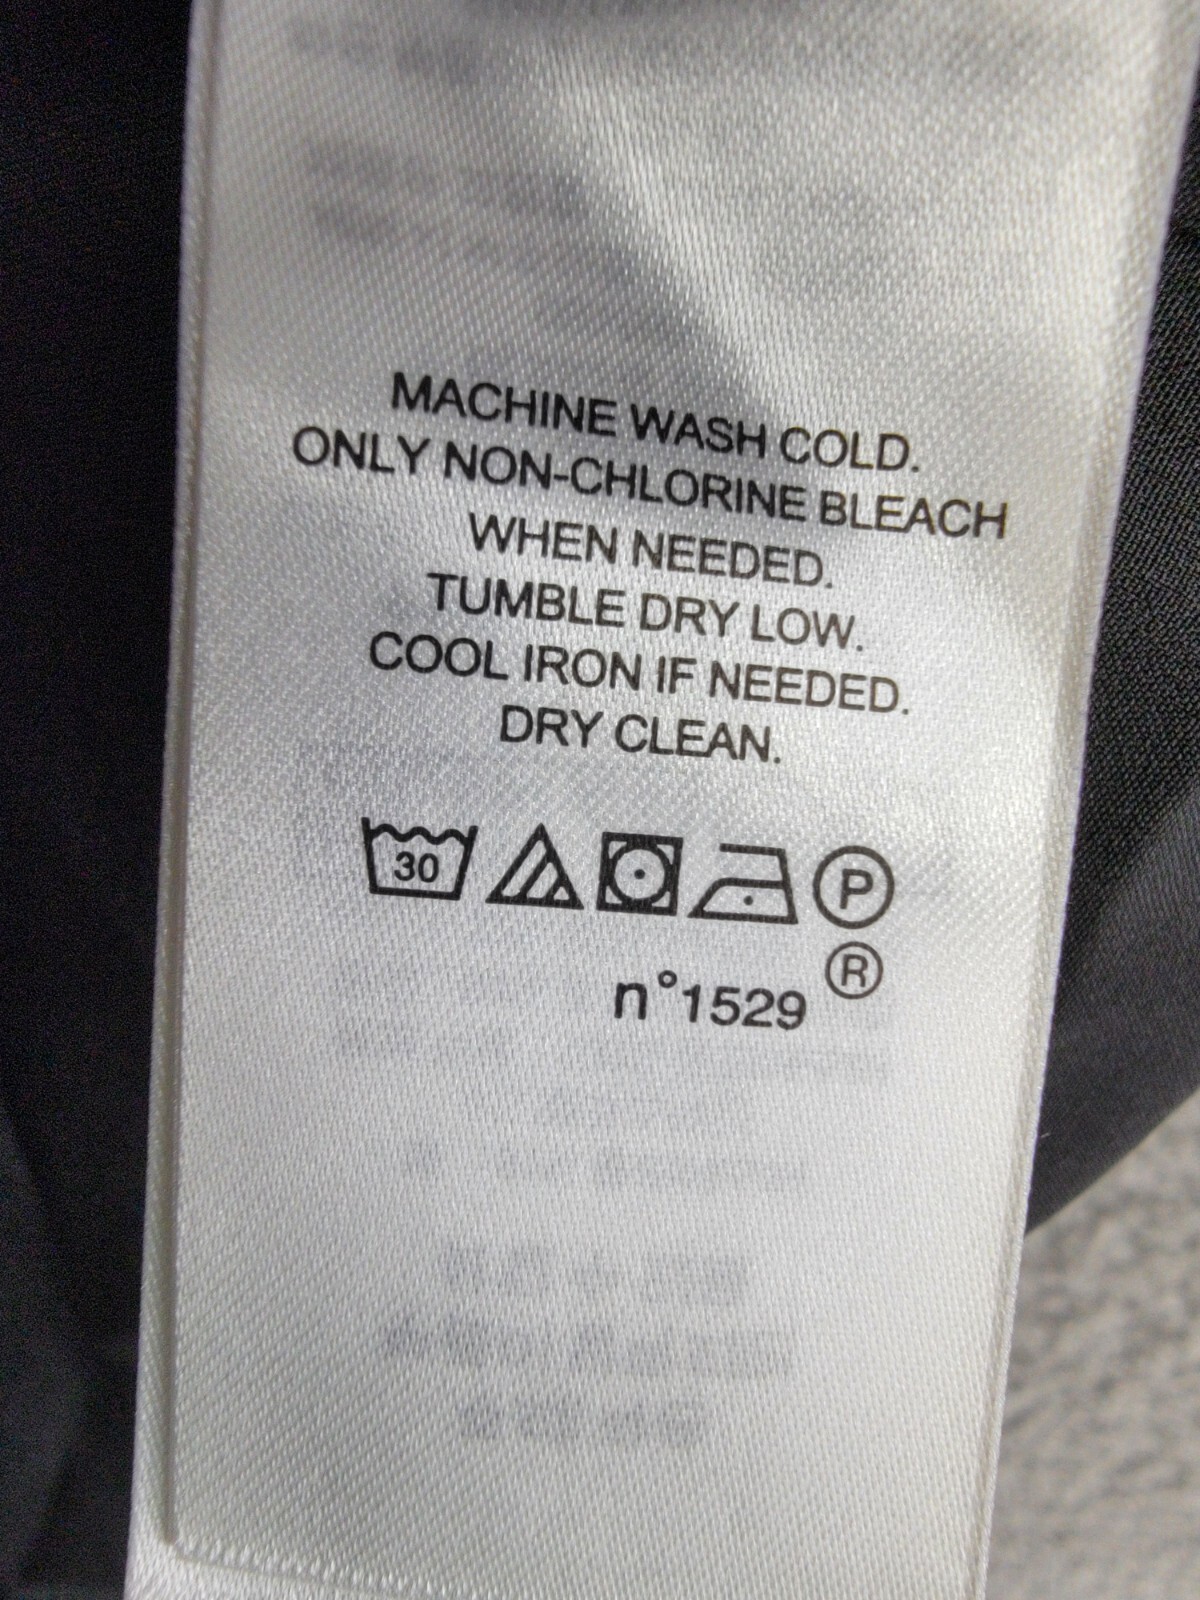 MACHINE WASH COLD.
ONLY NON-CHLORINE BLEACH
WHEN NEEDED.
TUMBLE DRY LOW.
COOL IRON IF NEEDED.
DRY CLEAN.
30 P
n°1529 ®